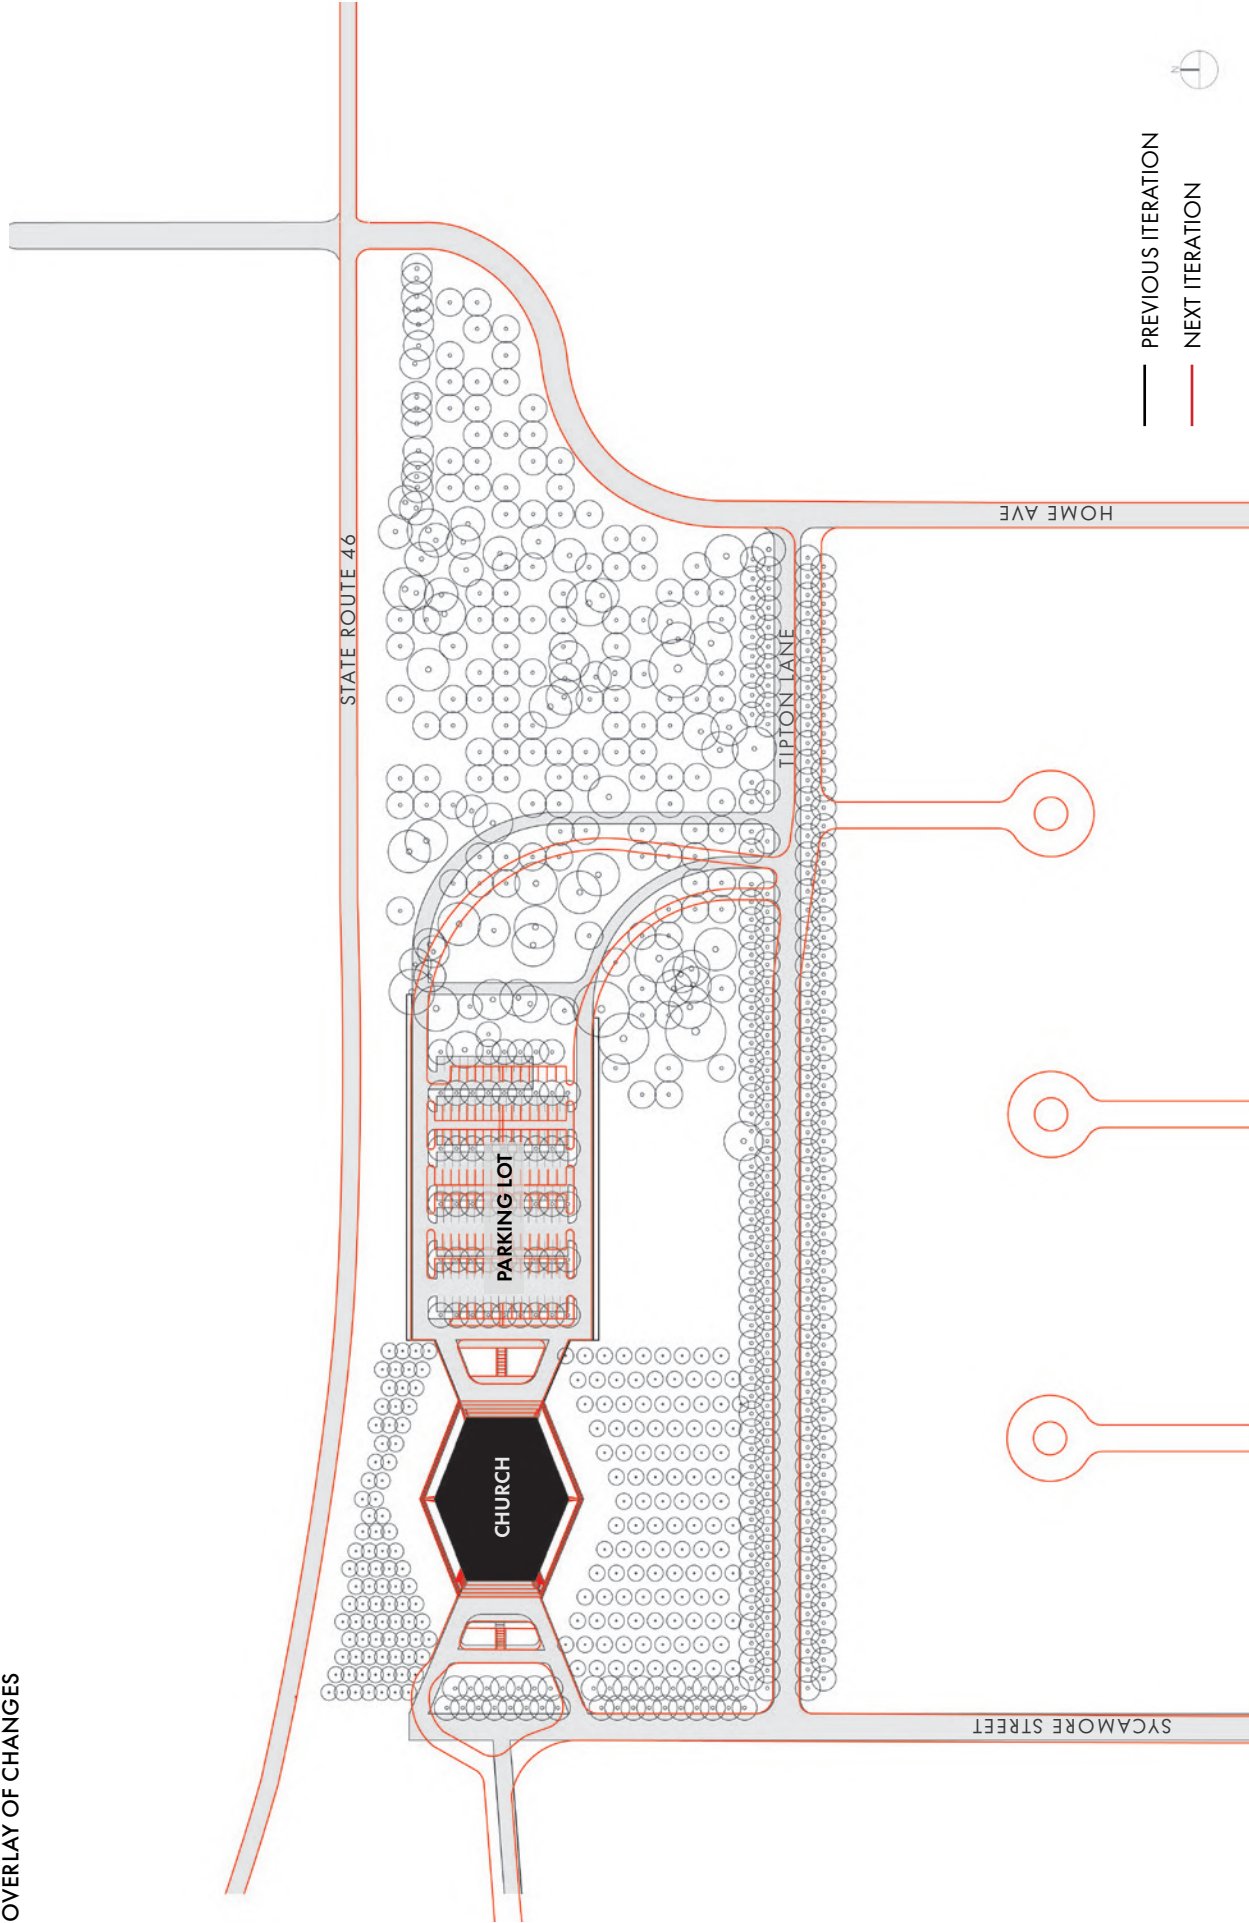 OVERLAY OF CHANGES
N
PREVIOUS ITERATION
NEXT ITERATION
STATE ROUTE 46
HOME AVE
TIPTON LANE
PARKING LOT
CHURCH
SYCAMORE STREET